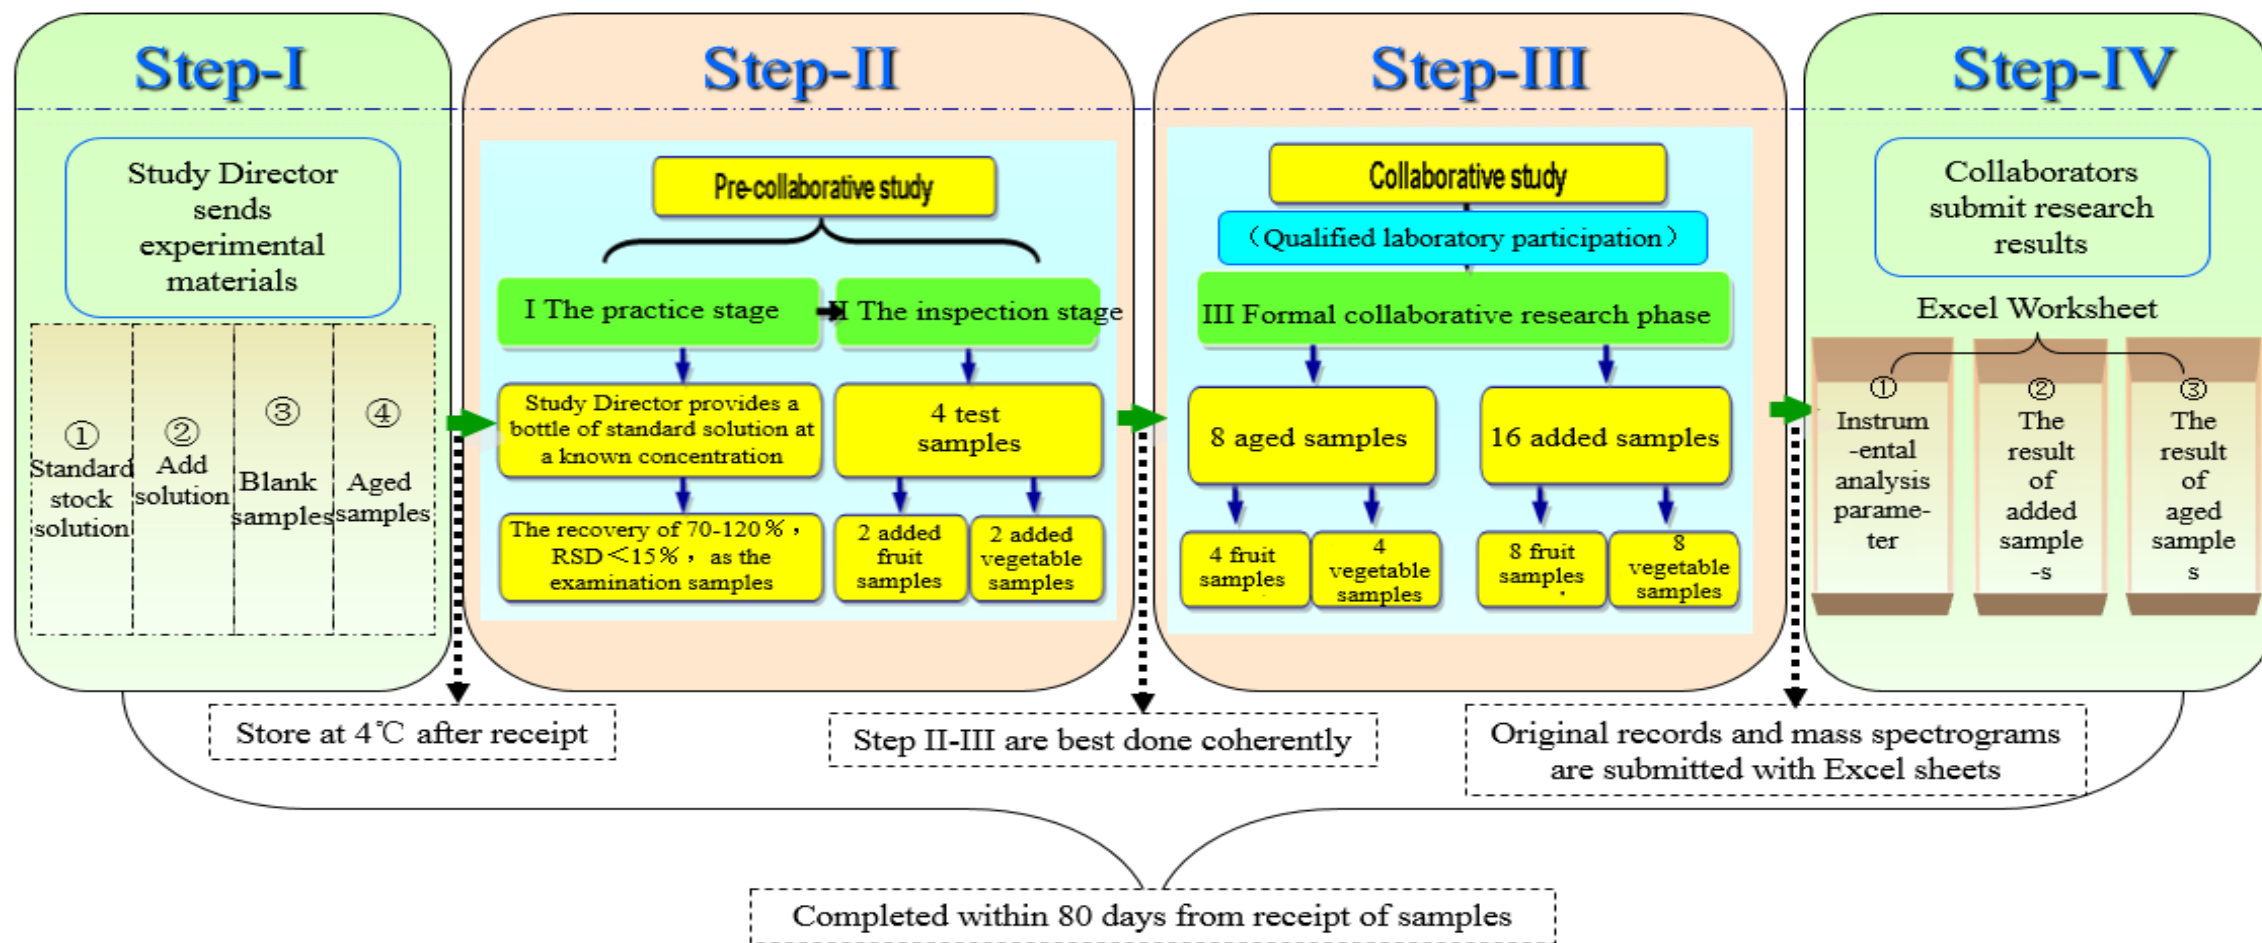 Step-I
Study Director
sends
experimental
materials
①
Standard
stock
solution
②
Add
solution
③
Blank
samples
④
Aged
samples
Step-II
Pre-collaborative study
I The practice stage
II The inspection stage
Study Director provides a
bottle of standard solution at
a known concentration
4 test
samples
The recovery of 70-120%,
RSD<15%, as the
examination samples
2 added
fruit
samples
2 added
vegetable
samples
Step-III
Collaborative study
(Qualified laboratory participation)
III Formal collaborative research phase
8 aged samples
16 added samples
4 fruit
samples
4
vegetable
samples
8 fruit
samples
8
vegetable
samples
Step-IV
Collaborators
submit research
results
Excel Worksheet
①
Instrum
-ental
analysis
parame-
ter
②
The
result
of
added
sample
-s
③
The
result
of
aged
sample
s
Store at 4℃ after receipt
Step II-III are best done coherently
Original records and mass spectrograms
are submitted with Excel sheets
Completed within 80 days from receipt of samples